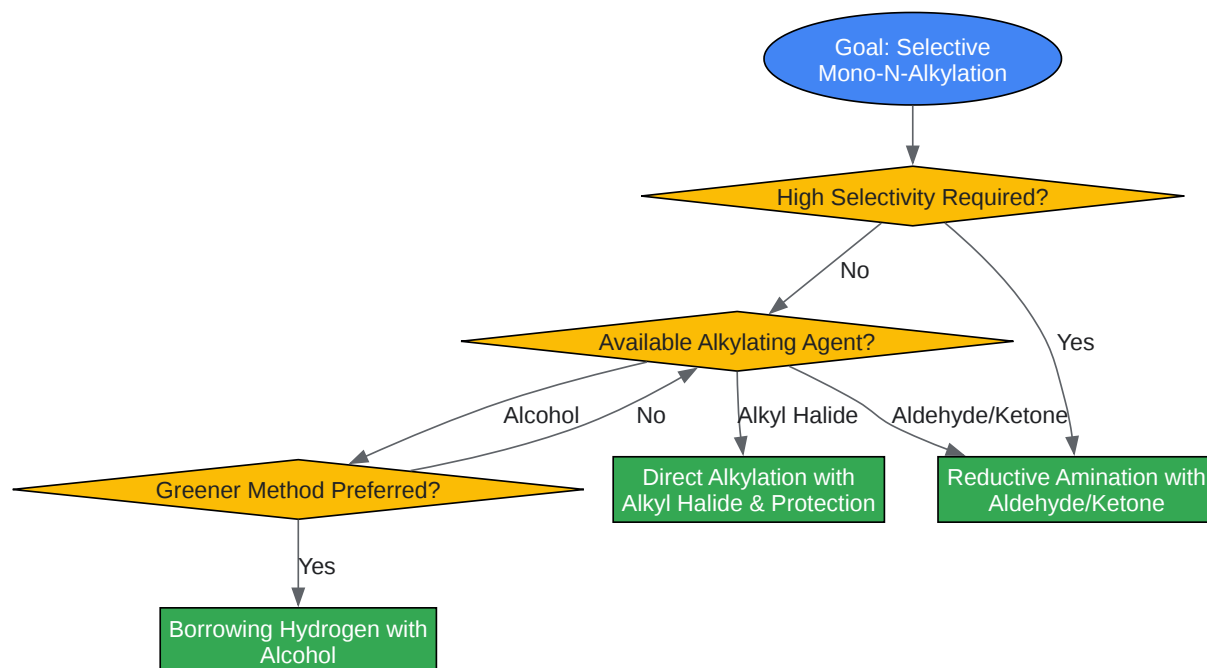 Goal: Selective
Mono-N-Alkylation
High Selectivity Required?
No
Yes
Available Alkylating Agent?
Alcohol
No
Alkyl Halide
Aldehyde/Ketone
Greener Method Preferred?
Direct Alkylation with
Alkyl Halide & Protection
Reductive Amination with
Aldehyde/Ketone
Yes
Borrowing Hydrogen with
Alcohol